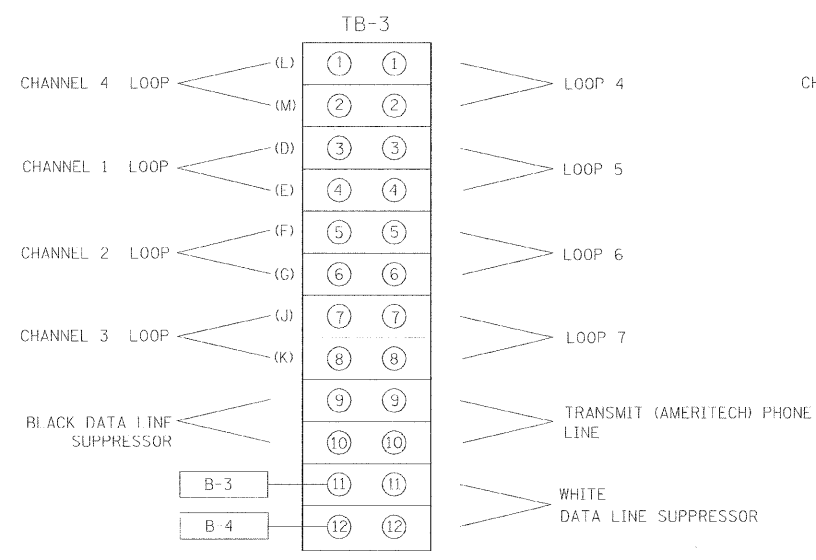 TB-3
CHANNEL 4 LOOP
(L)
1 1
(M)
2 2
LOOP 4
CH
CHANNEL 1 LOOP
(D)
3 3
(E)
4 4
LOOP 5
CHANNEL 2 LOOP
(F)
5 5
(G)
6 6
LOOP 6
CHANNEL 3 LOOP
(J)
7 7
(K)
8 8
LOOP 7
BLACK DATA LINE
SUPPRESSOR
9 9
10 10
TRANSMIT (AMERITECH) PHONE
LINE
B-3
11 11
B-4
12 12
WHITE
DATA LINE SUPPRESSOR